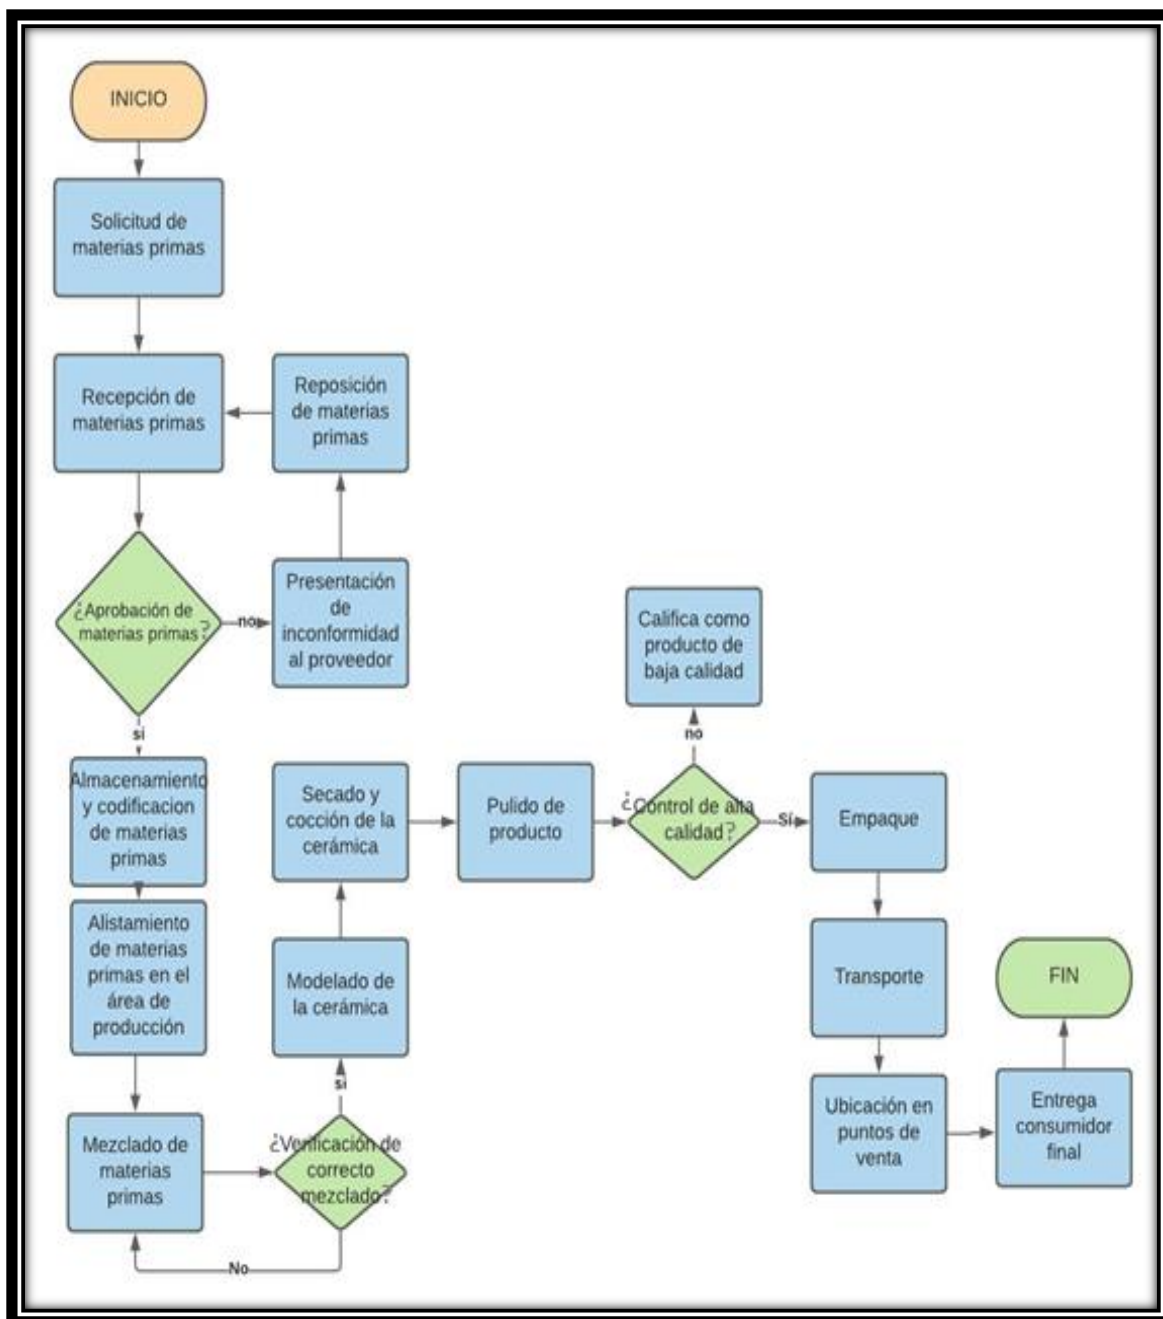 INICIO
Solicitud de
materias primas
Recepción de
materias primas
Reposición
de materias
primas
¿Aprobación de
materias primas?
no
Presentación
de
inconformidad
al proveedor
si
Almacenamiento
y codificacion
de materias
primas
Alistamiento
de materias
primas en el
área de
producción
Mezclado de
materias
primas
¿Verificación de
correcto
mezclado?
No
si
Modelado de
la cerámica
Secado y
cocción de la
cerámica
Pulido de
producto
¿Control de alta
calidad?
no
Califica como
producto de
baja calidad
Sí
Empaque
Transporte
Ubicación en
puntos de
venta
Entrega
consumidor
final
FIN